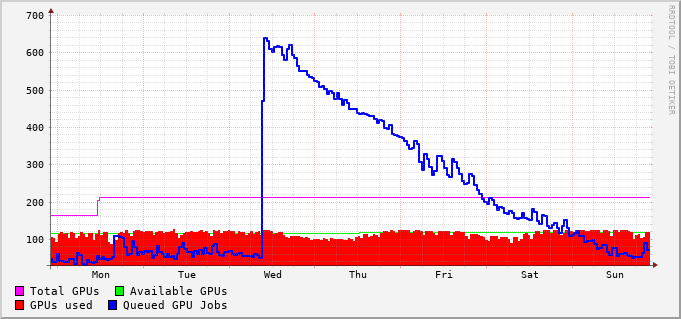 700
600
500
400
300
200
100
Mon Tue Wed Thu Fri Sat Sun
Total GPUs Available GPUs
GPUs used Queued GPU Jobs
RRDTOOL / TOBI OETIKER